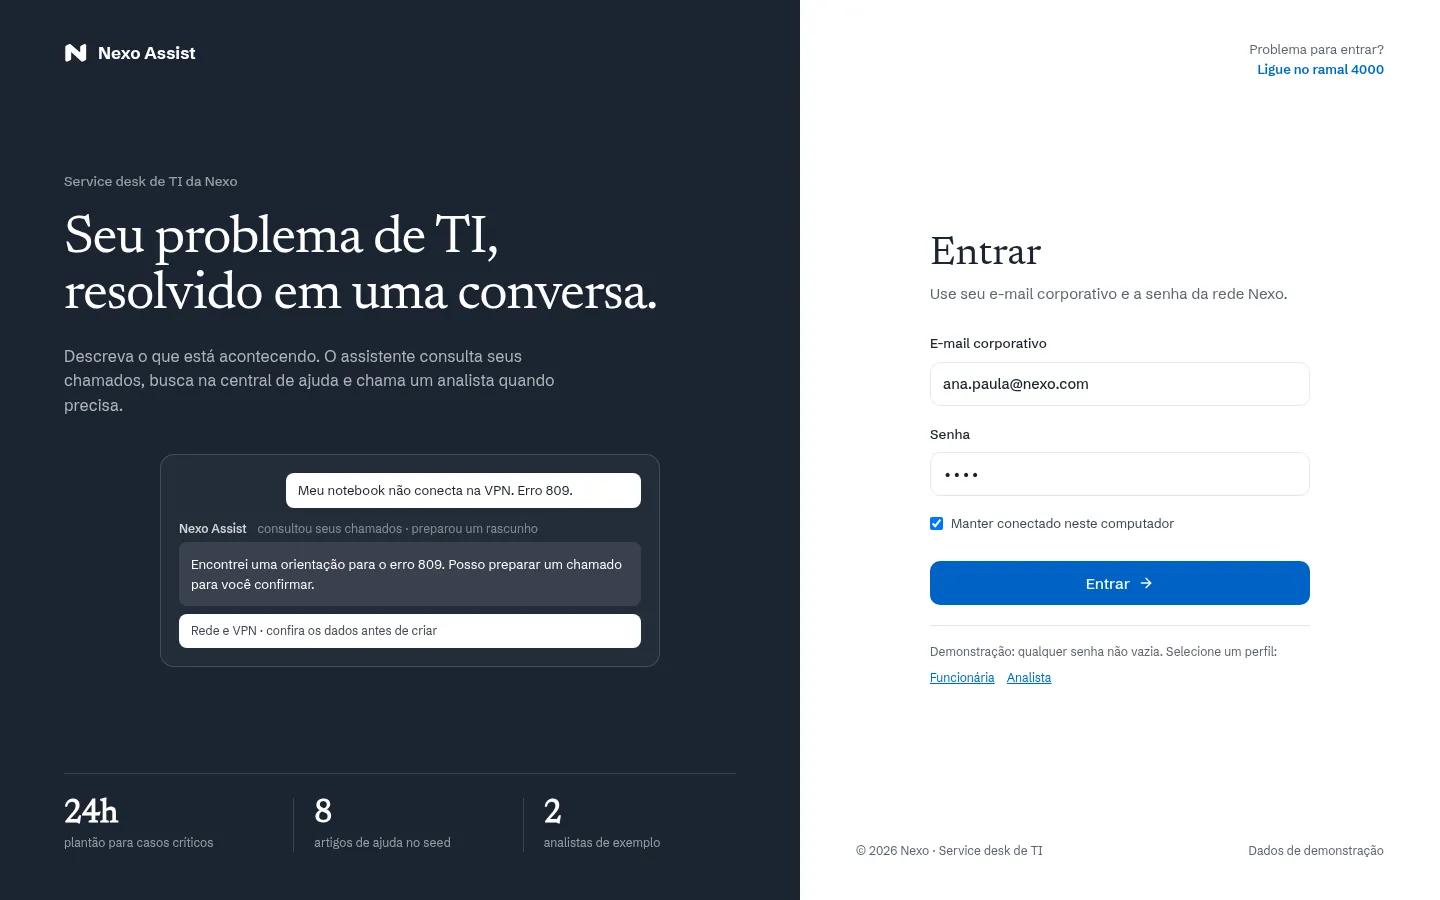 Nexo Assist
Service desk de TI da Nexo
Seu problema de TI,
resolvido em uma conversa.
Descreva o que está acontecendo. O assistente consulta seus
chamados, busca na central de ajuda e chama um analista quando
precisa.
Meu notebook não conecta na VPN. Erro 809.
Nexo Assist consultou seus chamados · preparou um rascunho
Encontrei uma orientação para o erro 809. Posso preparar um chamado
para você confirmar.
Rede e VPN · confira os dados antes de criar
24h
plantão para casos críticos
8
artigos de ajuda no seed
2
analistas de exemplo
Problema para entrar?
Ligue no ramal 4000
Entrar
Use seu e-mail corporativo e a senha da rede Nexo.
E-mail corporativo
ana.paula@nexo.com
Senha
••••
Manter conectado neste computador
Entrar →
Demonstração: qualquer senha não vazia. Selecione um perfil:
Funcionária Analista
© 2026 Nexo · Service desk de TI
Dados de demonstração